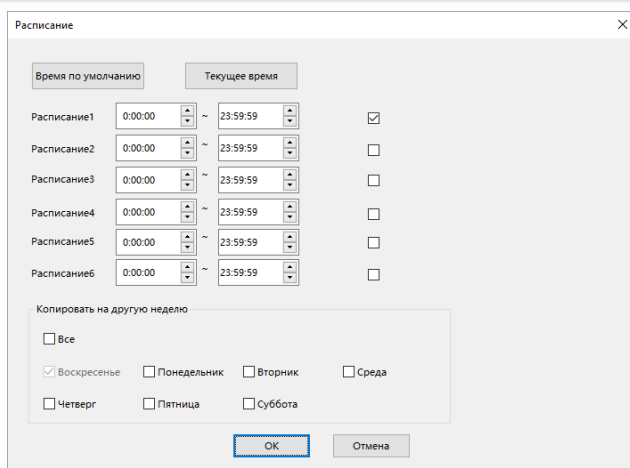 Расписание
Время по умолчанию Текущее время
Расписание1 0:00:00 ~ 23:59:59
Расписание2 0:00:00 ~ 23:59:59
Расписание3 0:00:00 ~ 23:59:59
Расписание4 0:00:00 ~ 23:59:59
Расписание5 0:00:00 ~ 23:59:59
Расписание6 0:00:00 ~ 23:59:59
Копировать на другую неделю
Все
Воскресенье Понедельник Вторник Среда
Четверг Пятница Суббота
ОК Отмена